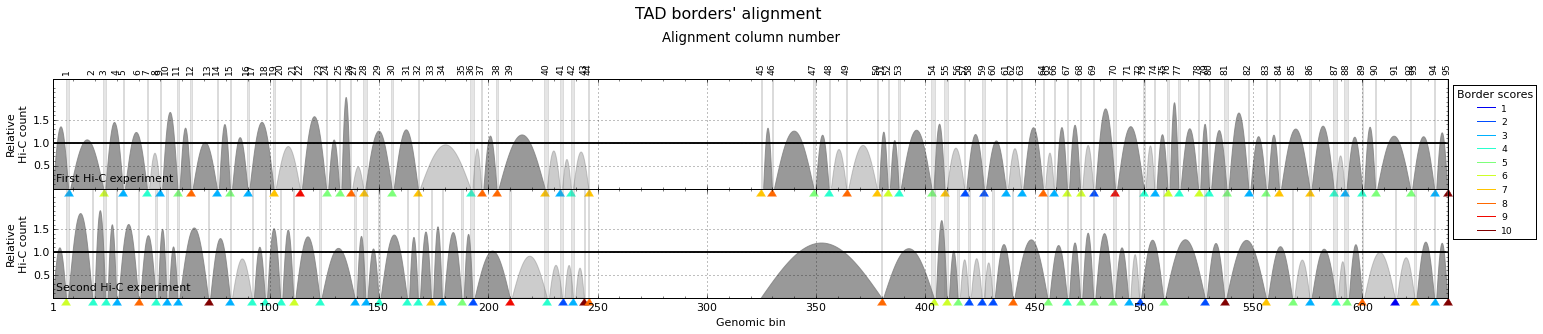 TAD borders' alignment
Alignment column number
1 2 3 4 5 6 7 8 9 10 11 12 13 14 15 16 17 18 19 20 21 22 23 24 25 26 27 28 29 30 31 32 33 34 35 36 37 38 39 40 41 42 43 44 45 46 47 48 49 50 51 52 53 54 55 56 57 58 59 60 61 62 63 64 65 66 67 68 69 70 71 72 73 74 75 76 77 78 79 80 81 82 83 84 85 86 87 88 89 90 91 92 93 94 95
Relative
Hi-C count
1.5
1.0
0.5
First Hi-C experiment
Relative
Hi-C count
1.5
1.0
0.5
Second Hi-C experiment
1 100 150 200 250 300 350 400 450 500 550 600
Genomic bin
Border scores
1
2
3
4
5
6
7
8
9
10